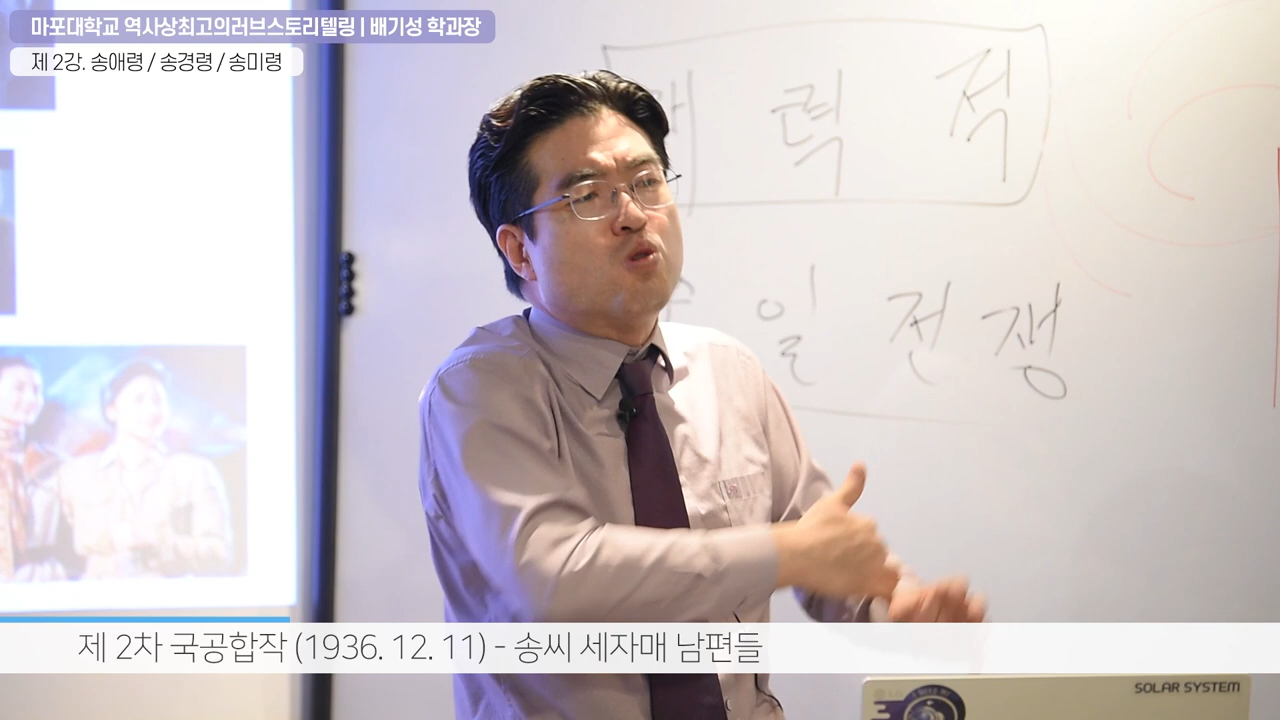 마포대학교 역사상최고의러브스토리텔링 | 배기성 학과장
제 2강. 송애령 / 송경령 / 송미령
력 적
일 전 쟁
제 2차 국공합작 (1936. 12. 11) - 송씨 세자매 남편들
SOLAR SYSTEM